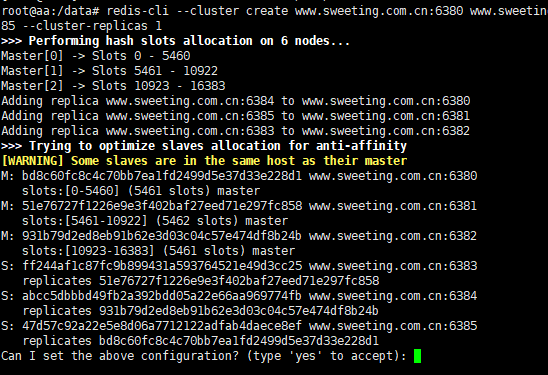 root@aa:/data# redis-cli --cluster create www.sweeting.com.cn:6380 www.sweeting
85 --cluster-replicas 1
>>> Performing hash slots allocation on 6 nodes...
Master[0] -> Slots 0 - 5460
Master[1] -> Slots 5461 - 10922
Master[2] -> Slots 10923 - 16383
Adding replica www.sweeting.com.cn:6384 to www.sweeting.com.cn:6380
Adding replica www.sweeting.com.cn:6385 to www.sweeting.com.cn:6381
Adding replica www.sweeting.com.cn:6383 to www.sweeting.com.cn:6382
>>> Trying to optimize slaves allocation for anti-affinity
[WARNING] Some slaves are in the same host as their master
M: bd8c60fc8c4c70bb7ea1fd2499d5e37d33e228d1 www.sweeting.com.cn:6380
slots:[0-5460] (5461 slots) master
M: 51e76727f1226e9e3f402baf27eed71e297fc858 www.sweeting.com.cn:6381
slots:[5461-10922] (5462 slots) master
M: 931b79d2ed8eb91b62e3d03c04c57e474df8b24b www.sweeting.com.cn:6382
slots:[10923-16383] (5461 slots) master
S: ff244af1c87fc9b899431a593764521e49d3cc25 www.sweeting.com.cn:6383
replicates 51e76727f1226e9e3f402baf27eed71e297fc858
S: abcc5dbbbd49fb2a392bdd05a22e66aa969774fb www.sweeting.com.cn:6384
replicates 931b79d2ed8eb91b62e3d03c04c57e474df8b24b
S: 47d57c92a22e5e8d06a7712122adfab4daece8ef www.sweeting.com.cn:6385
replicates bd8c60fc8c4c70bb7ea1fd2499d5e37d33e228d1
Can I set the above configuration? (type 'yes' to accept):